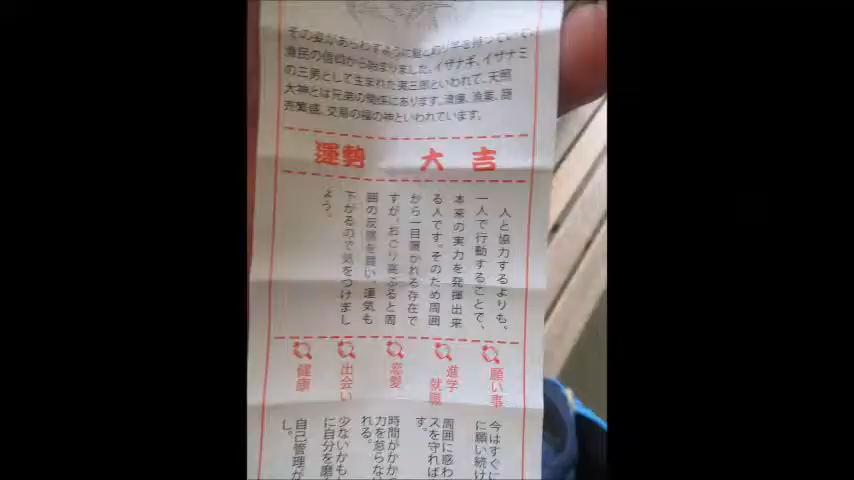 その姿があらわすように鯛と釣り竿を持っていて、
漁民の信仰から始まりました。イザナギ、イザナミ
の三男として生まれた夷三郎といわれて、天照
大神とは兄弟の関係にあります。漁業、商
売繁盛、交易の福の神といわれています。
運勢 大吉
人と協力するよりも、
一人で行動することで、
本来の実力を発揮出来
る人です。そのため周囲
から一目置かれる存在で
すが、おごり高ぶると周
囲の反感を買い、運気も
下がるので気をつけまし
ょう。
願い事
今はすぐに
に願い続け
進学
就職
周囲に惑わ
スを守れば
す。
恋愛
時間がかかる
力を怠らな
れる。
出会い
少ないかもし
に自分を磨
健康
自己管理が
し。